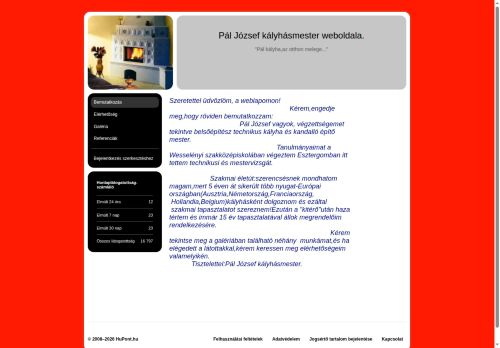 Pál József kályhásmester weboldala.
"Pál kályha,az otthon melege..."
Bemutatkozás
Elérhetőség
Galéria
Referenciák
Bejelentkezés szerkesztéshez
Honlaplátogatottság-számláló
Elmúlt 24 óra 12
Elmúlt 7 nap 23
Elmúlt 30 nap 23
Összes látogatottság 16 797
Szeretettel üdvözlöm, a weblapomon!
Kérem,engedje
meg,hogy röviden bemutatkozzam:
Pál József vagyok, végzettségemet
tekintve belsőépítész technikus kályha és kandalló építő
mester.
Tanulmányaimat a
Wesselényi szakközépiskolában végeztem Esztergomban itt
tettem technikusi és mestervizsgát.
Szakmai életút:szerencsésnek mondhatom
magam,mert 5 éven át sikerült több nyugat-Európai
országban(Ausztria,Németország,Franciaország,
Hollandia,Belgium)kályhásként dolgoznom és ezáltal
szakmai tapasztalatot szereznem!Ezután a "kitérő"után haza
tértem és immár 15 év tapasztalatával állok megrendelőim
rendelkezésére.
Kérem
tekintse meg a galériában található néhány munkámat,és ha
elégedett a látottakkal,kérem keressen meg elérhetőségeim
valamelyikén.
Tisztelettel:Pál József kályhásmester.
© 2008–2026 HuPont.hu
Felhasználási feltételek
Adatvédelem
Jogsértő tartalom bejelentése
Kapcsolat